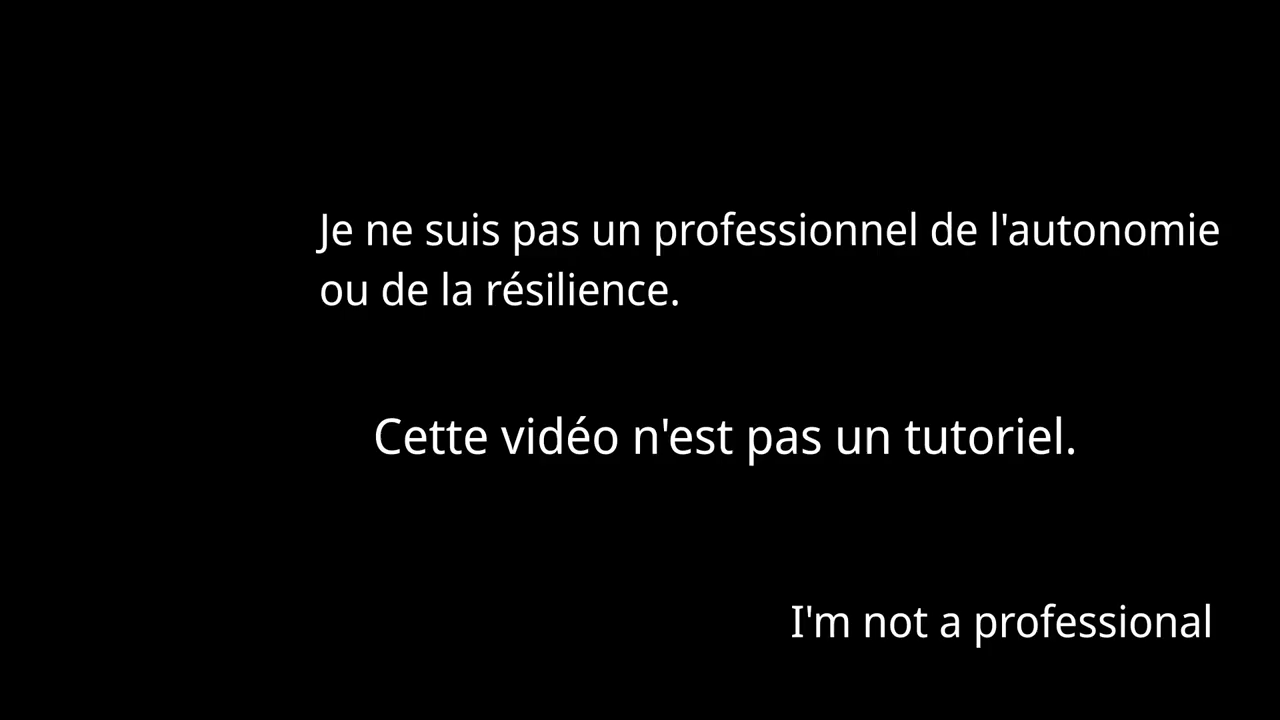 Je ne suis pas un professionnel de l'autonomie
ou de la résilience.
Cette vidéo n'est pas un tutoriel.
I'm not a professional